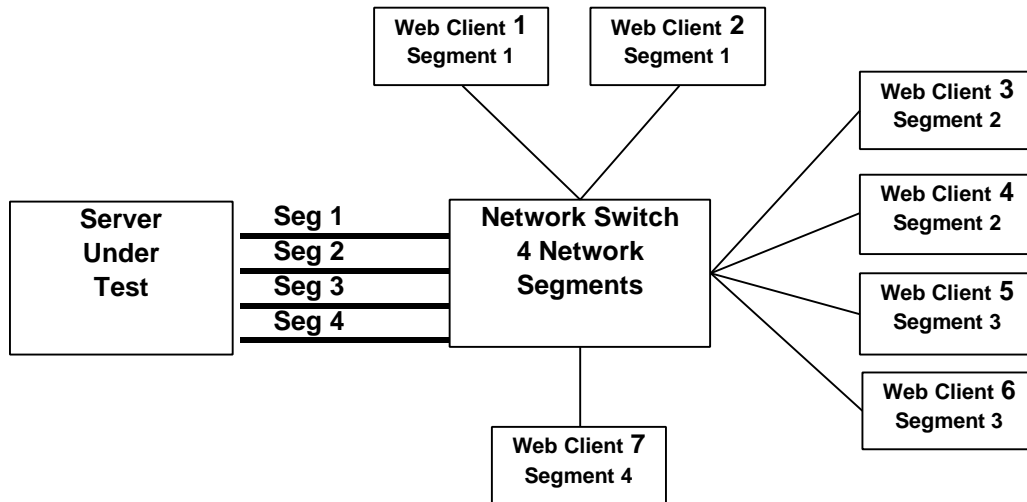 Web Client 1
Segment 1
Web Client 2
Segment 1
Web Client 3
Segment 2
Server
Under
Test
Seg 1
Seg 2
Seg 3
Seg 4
Network Switch
4 Network
Segments
Web Client 4
Segment 2
Web Client 5
Segment 3
Web Client 6
Segment 3
Web Client 7
Segment 4